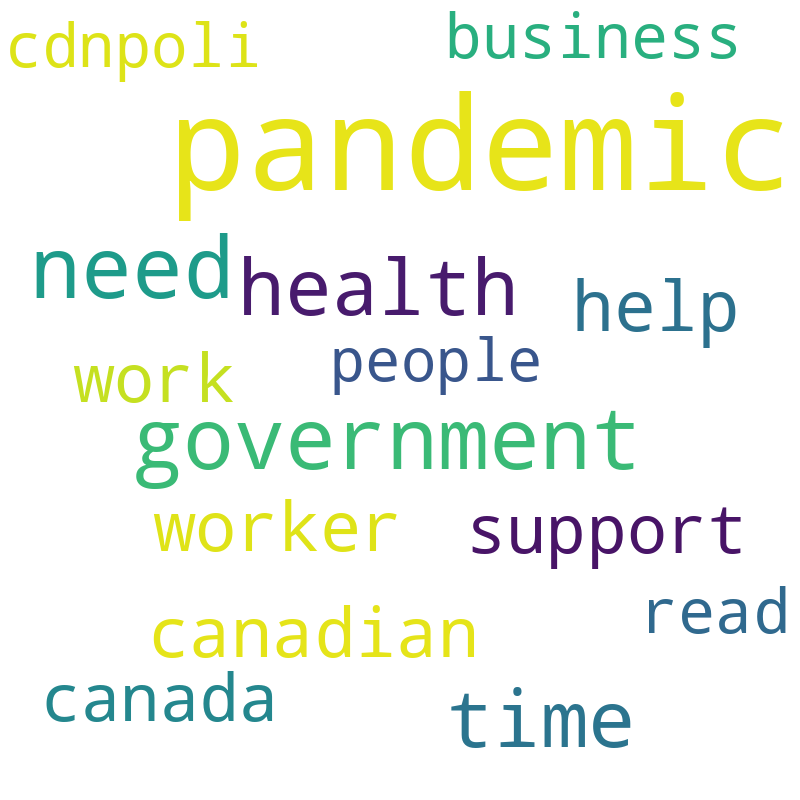 cdnpoli business
pandemic
need health help
work people
government
worker support
canadian read
canada time